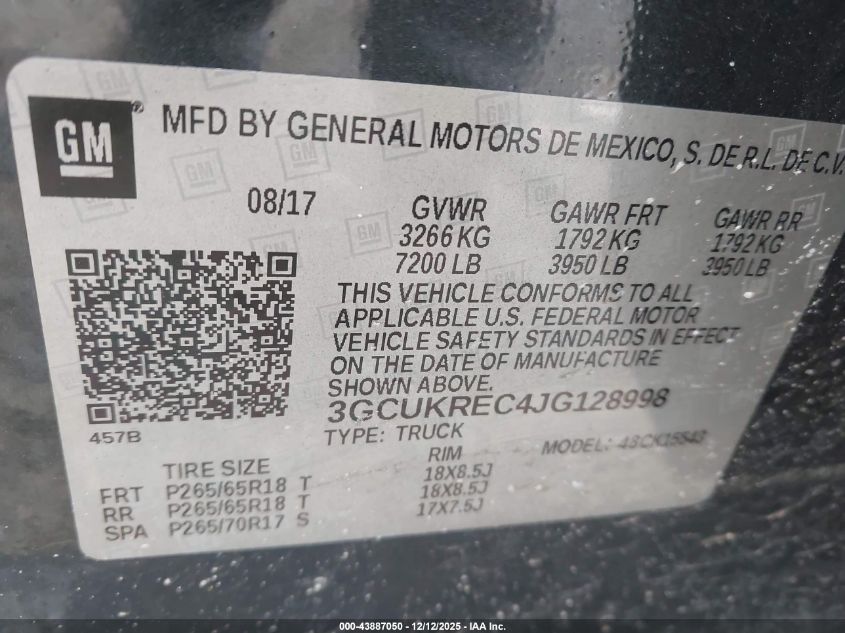 GM
® MFD BY GENERAL MOTORS DE MEXICO, S. DE R.L. DE C.V.
08/17
GVWR GAWR FRT GAWR RR
3266 KG 1792 KG 1792 KG
7200 LB 3950 LB 3950 LB
THIS VEHICLE CONFORMS TO ALL
APPLICABLE U.S. FEDERAL MOTOR
VEHICLE SAFETY STANDARDS IN EFFECT
ON THE DATE OF MANUFACTURE
SHOWN ABOVE.
3GCUKREC4JG128998
457B
TYPE: TRUCK MODEL:
TIRE SIZE RIM
FRT P265/65R18 T 18X8.5J
RR P265/65R18 T 18X8.5J
SPA P265/70R17 S 17X7.5J
000-43887050 - 12/12/2025 - IAA Inc.